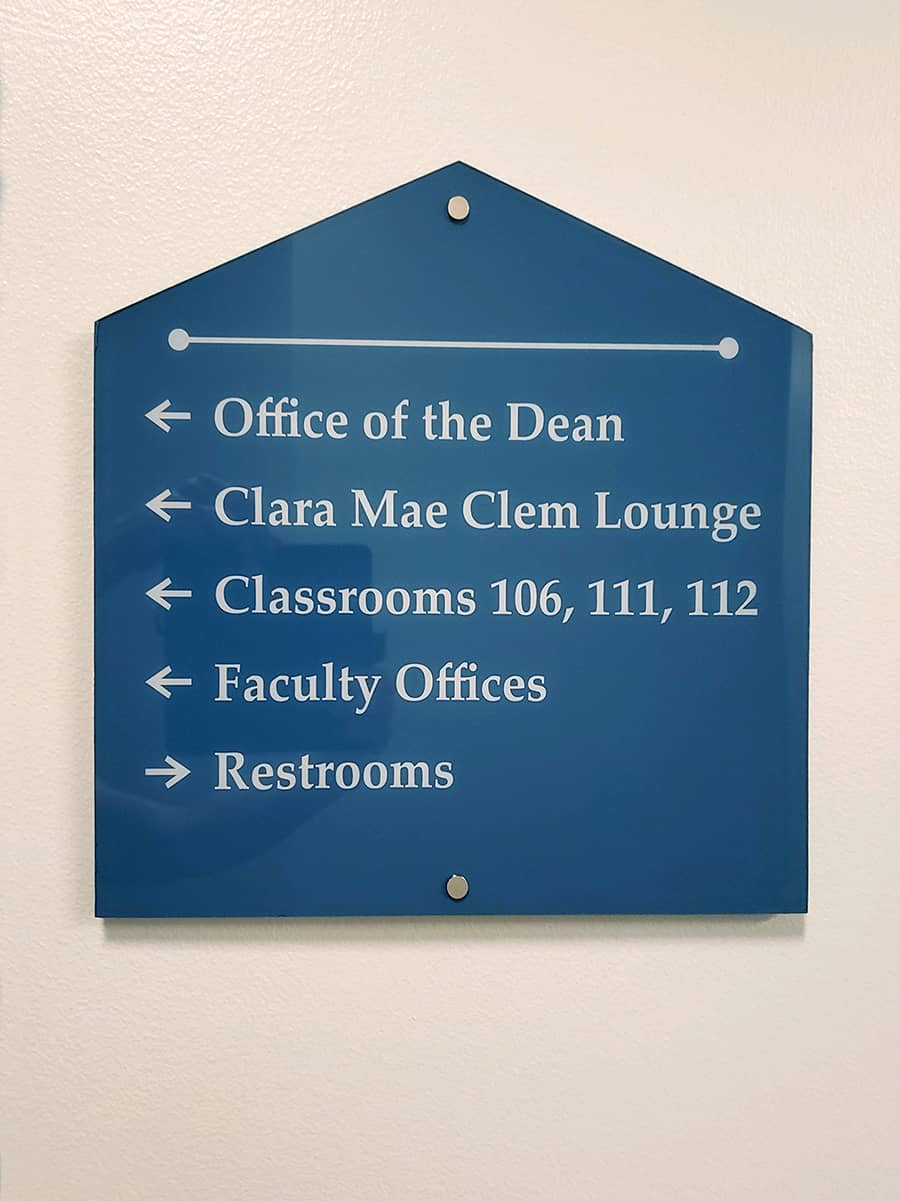 ← Office of the Dean
← Clara Mae Clem Lounge
← Classrooms 106, 111, 112
← Faculty Offices
→ Restrooms